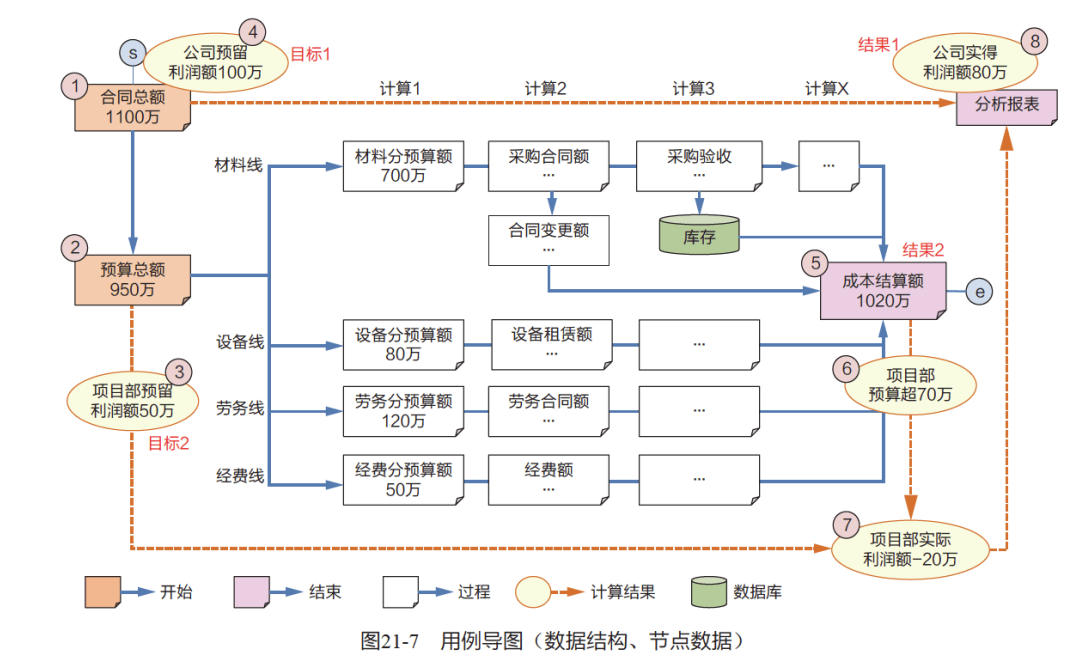 4
公司预留
利润额100万
目标1
s
1
合同总额
1100万
计算1
计算2
计算3
计算X
结果1
8
公司实得
利润额80万
分析报表
材料线
材料分预算额
700万
采购合同额
...
采购验收
...
...
合同变更额
...
库存
2
预算总额
950万
5
结果2
成本结算额
1020万
e
设备线
设备分预算额
80万
设备租赁额
...
...
3
项目部预留
利润额50万
目标2
劳务线
劳务分预算额
120万
劳务合同额
...
6
项目部
预算超70万
经费线
经费分预算额
50万
经费额
...
...
7
项目部实际
利润额-20万
开始
结束
过程
计算结果
数据库
图21-7 用例导图（数据结构、节点数据）